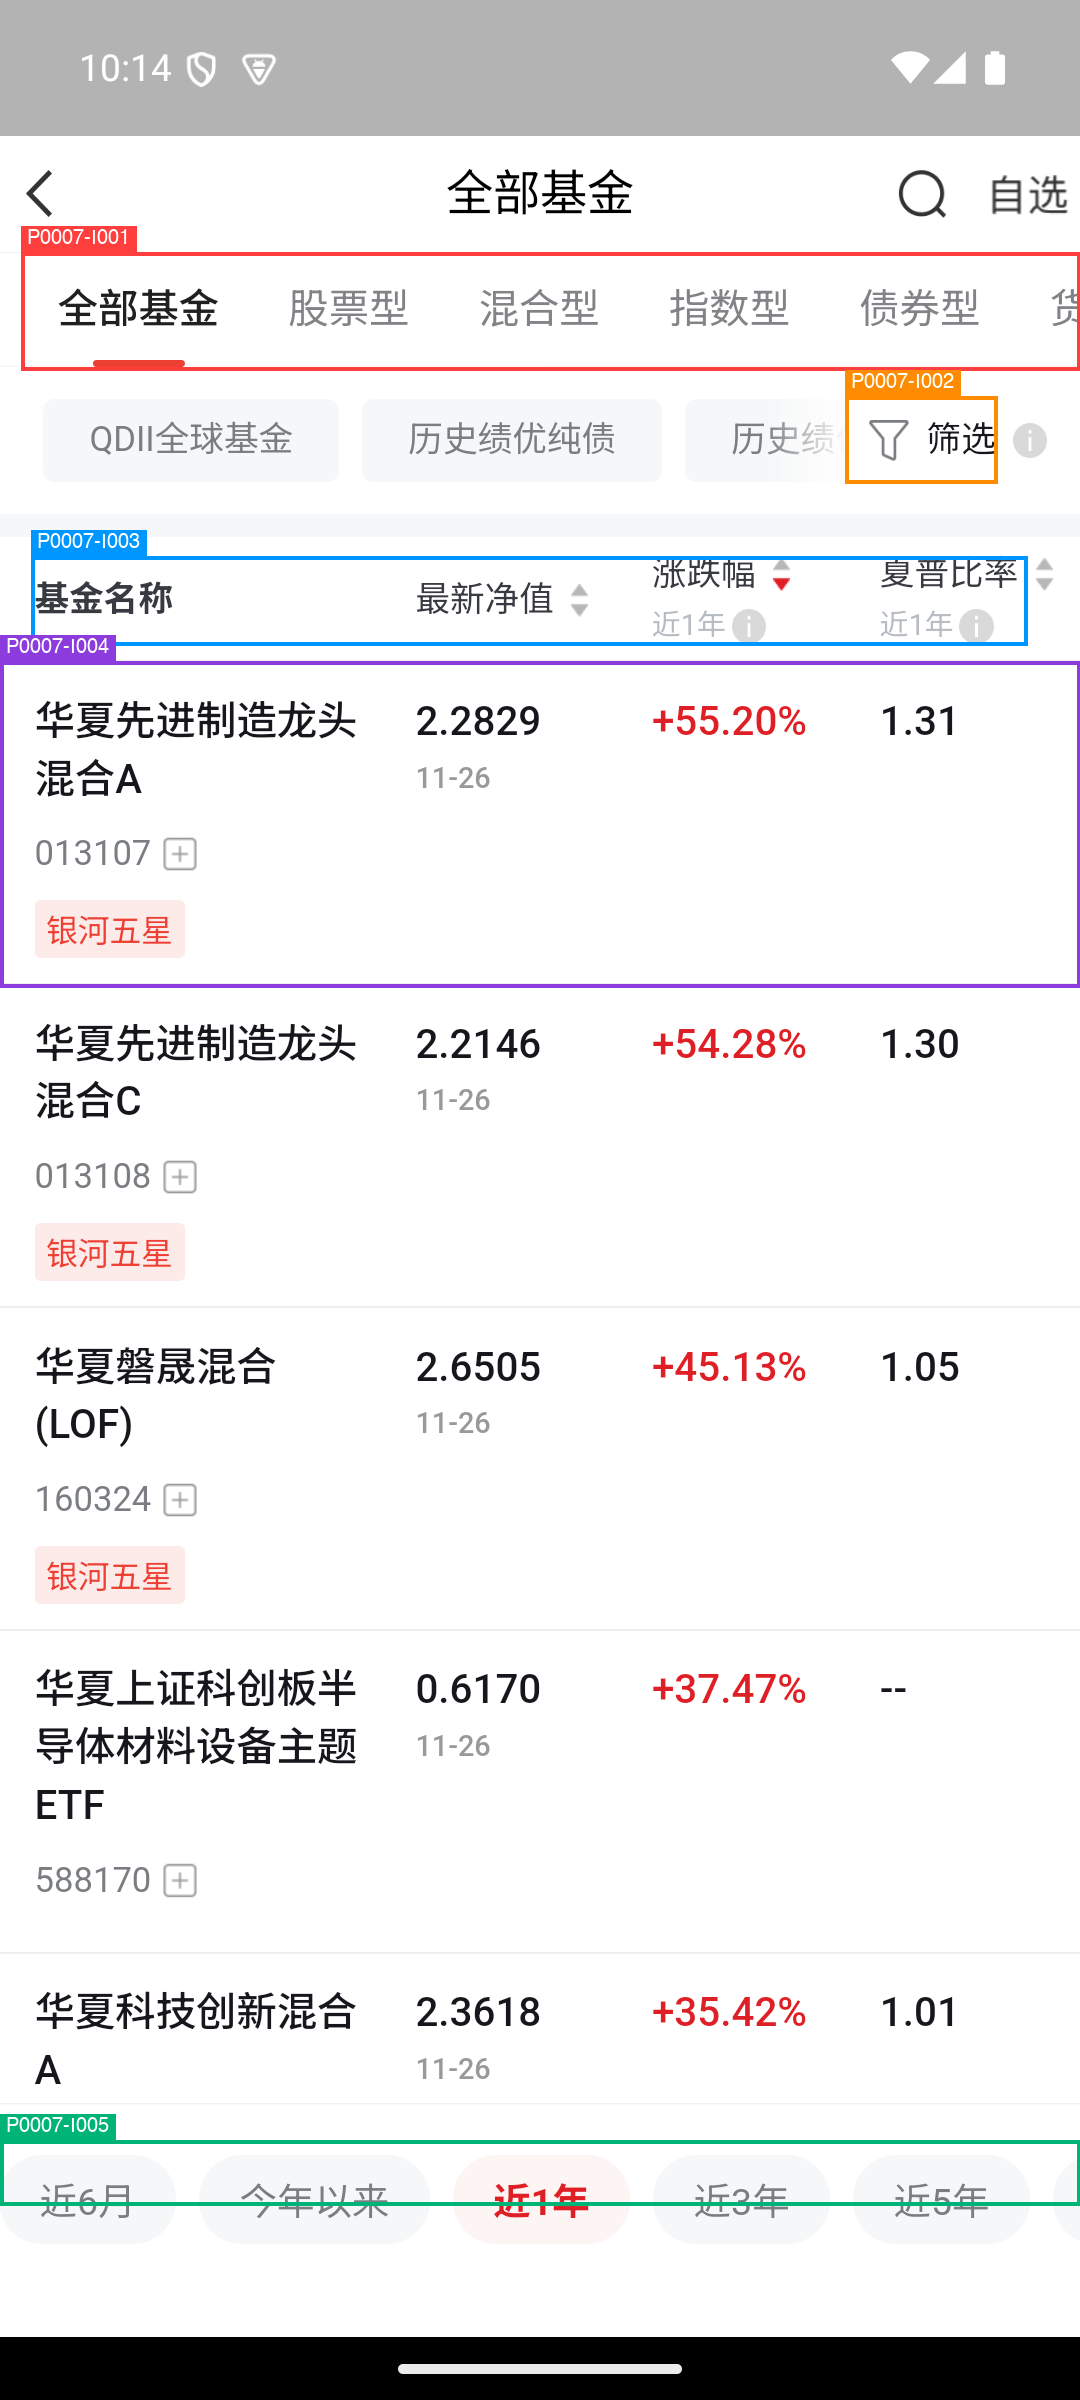 10:14
全部基金
自选
P0007-I001
全部基金 股票型 混合型 指数型 债券型
P0007-I002
QDII全球基金 历史绩优纯债 历史绩 筛选
P0007-I003
基金名称 最新净值 涨跌幅 夏普比率
近1年 近1年
P0007-I004
华夏先进制造龙头 2.2829 +55.20% 1.31
混合A 11-26
013107
银河五星
华夏先进制造龙头 2.2146 +54.28% 1.30
混合C 11-26
013108
银河五星
华夏磐晟混合 2.6505 +45.13% 1.05
(LOF) 11-26
160324
银河五星
华夏上证科创板半 0.6170 +37.47% --
导体材料设备主题 11-26
ETF
588170
华夏科技创新混合 2.3618 +35.42% 1.01
A 11-26
P0007-I005
近6月 今年以来 近1年 近3年 近5年